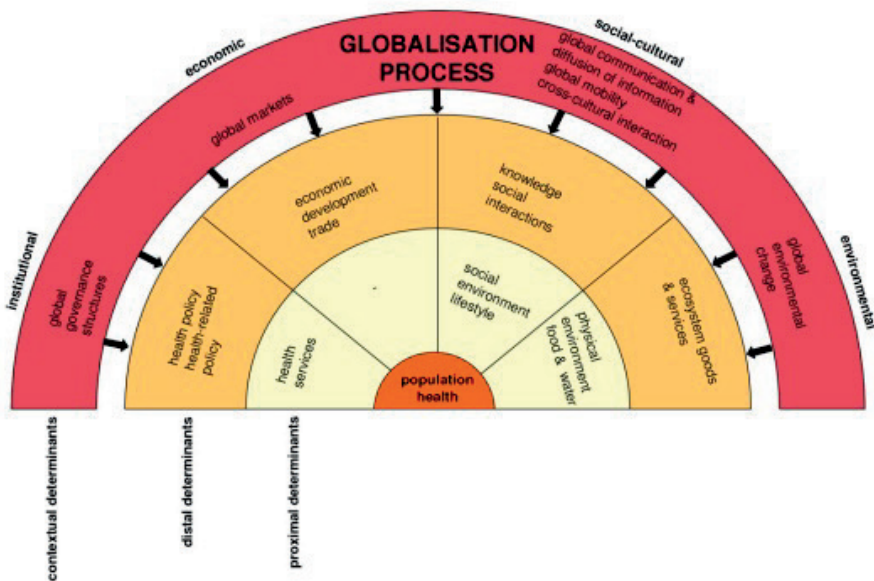 economic
social-cultural
institutional
environmental
GLOBALISATION
PROCESS
global governance
structures
global markets
global communication &
diffusion of information
global mobility
cross-cultural interaction
global
environmental
change
health policy
health-related
policy
economic
development
trade
knowledge
social
interactions
ecosystem goods
& services
health
services
social
environment
lifestyle
physical
environment
food & water
population
health
contextual determinants
distal determinants
proximal determinants